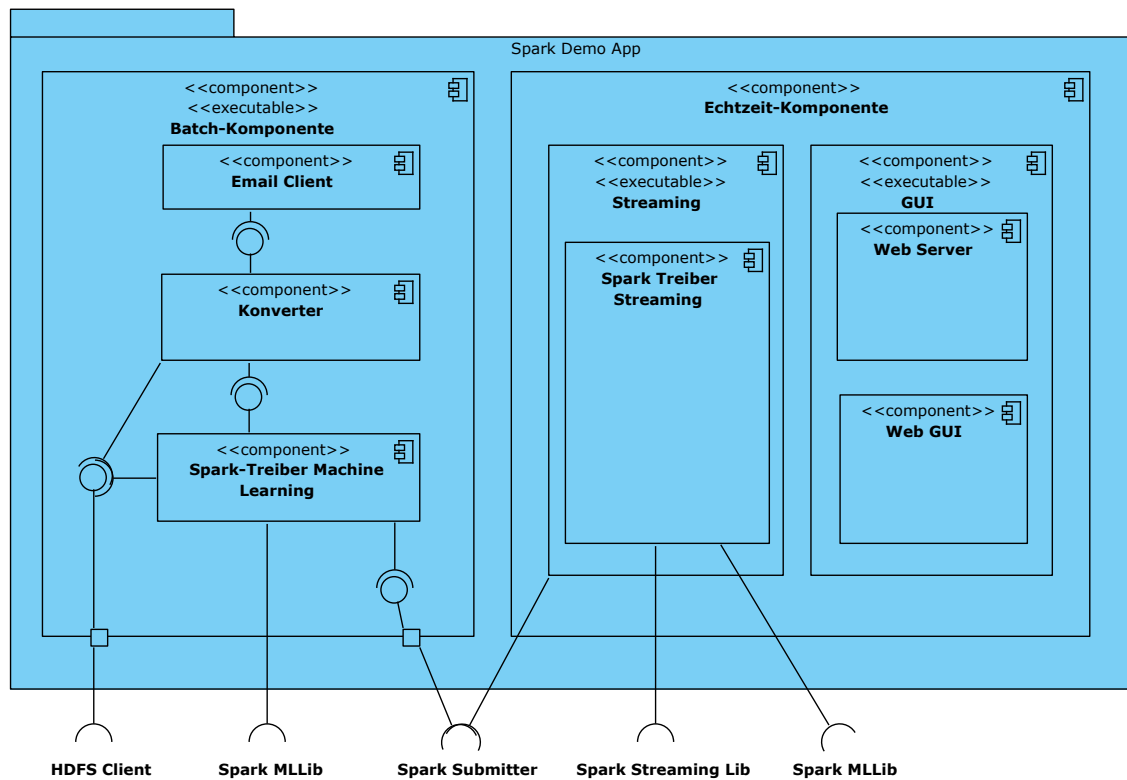 Spark Demo App
<<component>>
<<executable>>
Batch-Komponente
<<component>>
Email Client
<<component>>
Konverter
<<component>>
Spark-Treiber Machine
Learning
<<component>>
Echtzeit-Komponente
<<component>>
<<executable>>
Streaming
<<component>>
Spark Treiber
Streaming
<<component>>
<<executable>>
GUI
<<component>>
Web Server
<<component>>
Web GUI
HDFS Client
Spark MLLib
Spark Submitter
Spark Streaming Lib
Spark MLLib